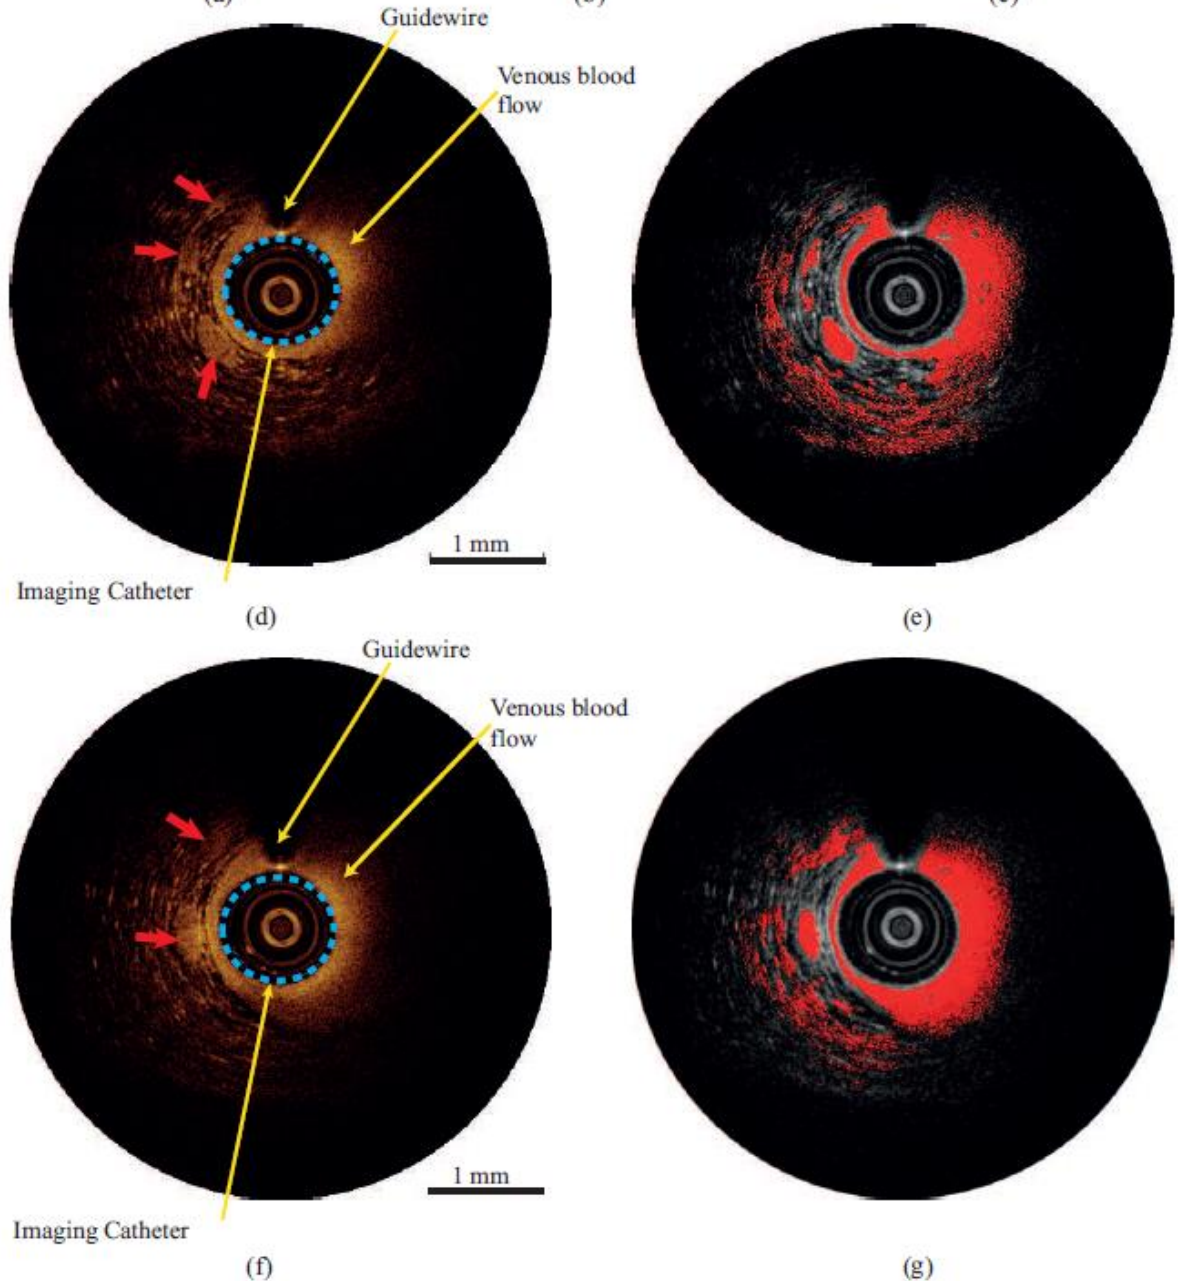 Guidewire
Venous blood
flow
1 mm
Imaging Catheter
(d)
(e)
Guidewire
Venous blood
flow
1 mm
Imaging Catheter
(f)
(g)